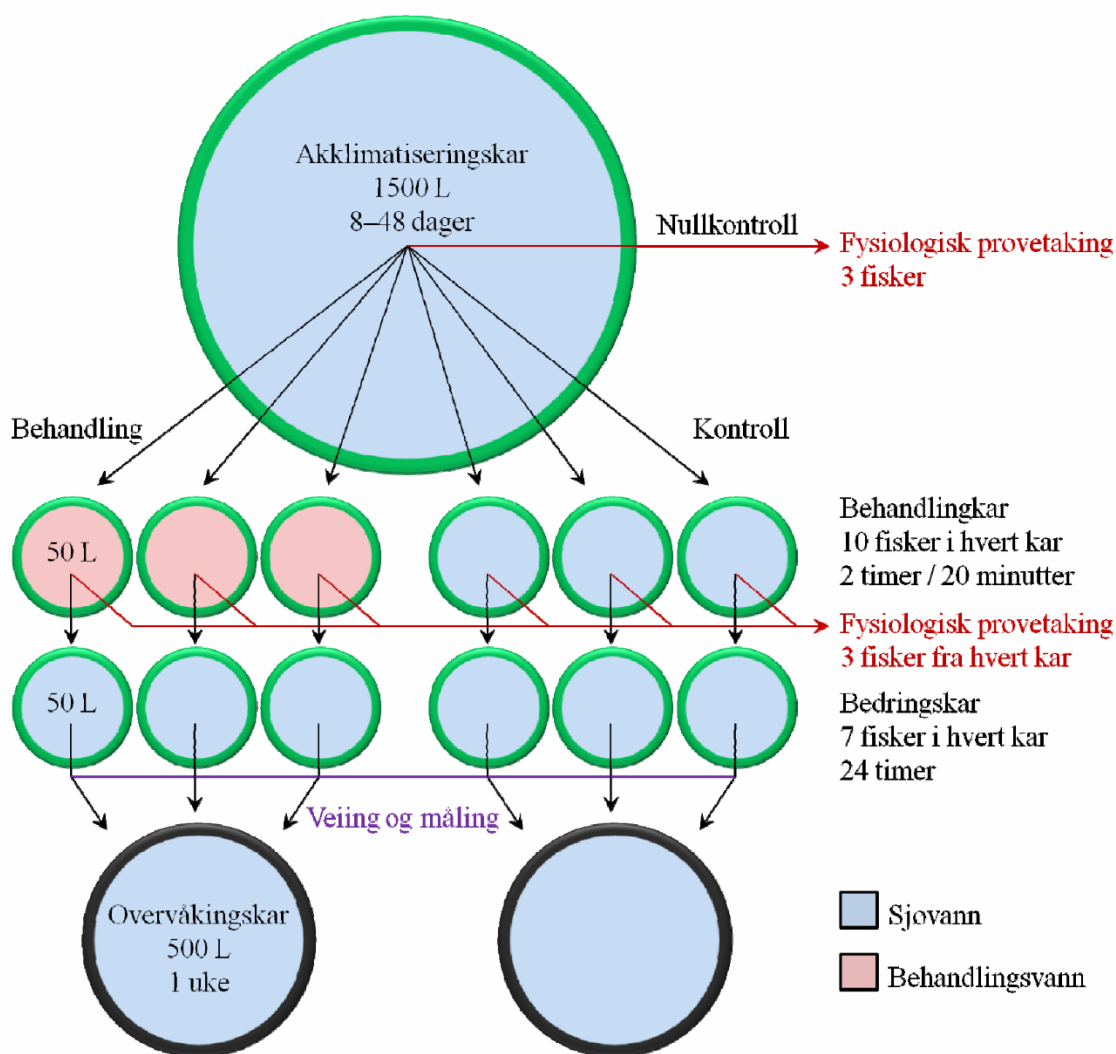 Akklimatiseringskar
1500 L
8–48 dager
Nullkontroll
Fysiologisk provetaking
3 fisker
Behandling
Kontroll
50 L
Behandlingkar
10 fisker i hvert kar
2 timer / 20 minutter
Fysiologisk provetaking
3 fisker fra hvert kar
50 L
Bedringskar
7 fisker i hvert kar
24 timer
Veiing og måling
Overvåkingskar
500 L
1 uke
Sjovann
Behandlingsvann